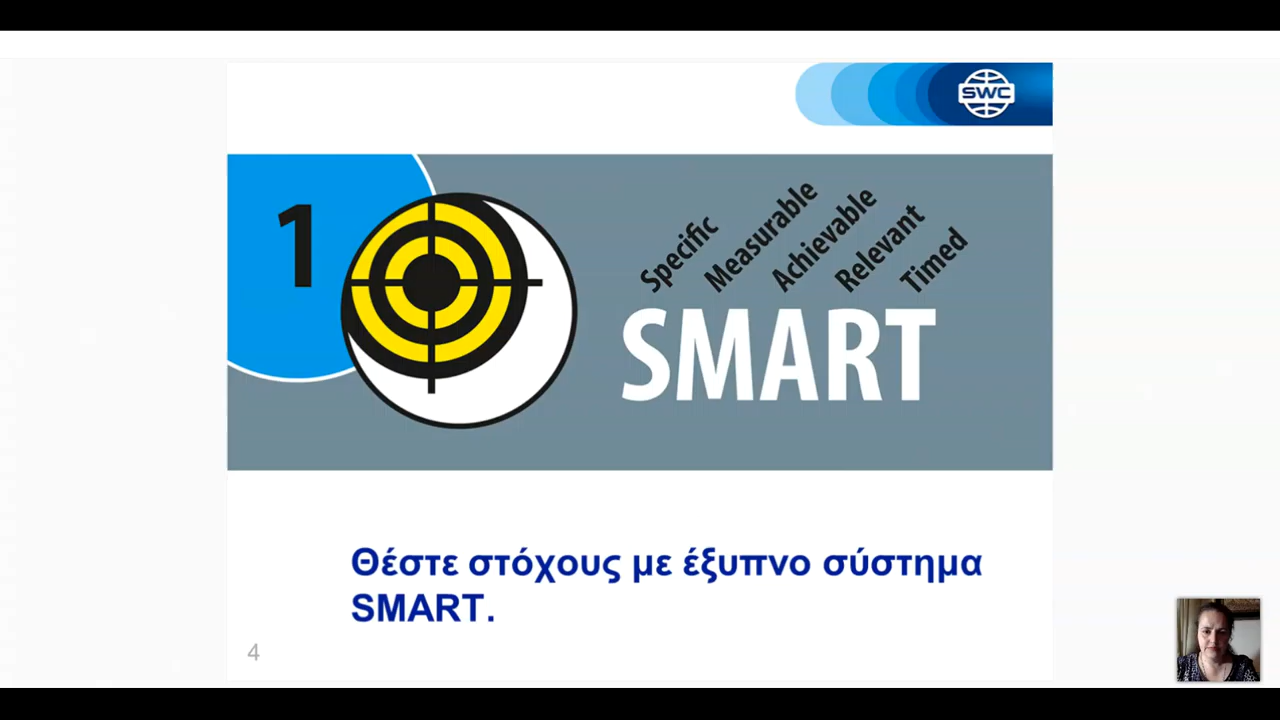 SWC
1
Specific
Measurable
Achievable
Relevant
Timed
SMART
Θέστε στόχους με έξυπνο σύστημα
SMART.
4